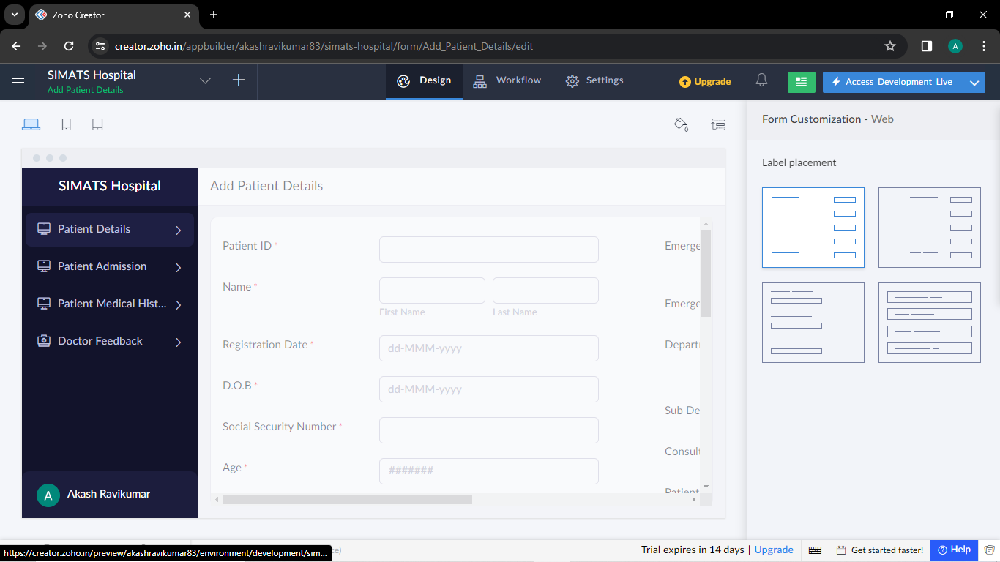 Zoho Creator
creator.zoho.in/appbuilder/akashravikumar83/simats-hospital/form/Add_Patient_Details/edit
A
SIMATS Hospital
Add Patient Details
Design
Workflow
Settings
Upgrade
Access Development Live
Form Customization - Web
Label placement
SIMATS Hospital
Patient Details
Patient Admission
Patient Medical Hist...
Doctor Feedback
A
Akash Ravikumar
Add Patient Details
Patient ID *
Name *
First Name
Last Name
Registration Date *
dd-MMM-yyyy
D.O.B *
dd-MMM-yyyy
Social Security Number *
Age *
#######
Emerge
Emerge
Depart
Sub De
Consult
Patient
https://creator.zoho.in/preview/akashravikumar83/environment/development/sim...
Trial expires in 14 days | Upgrade
Get started faster!
Help